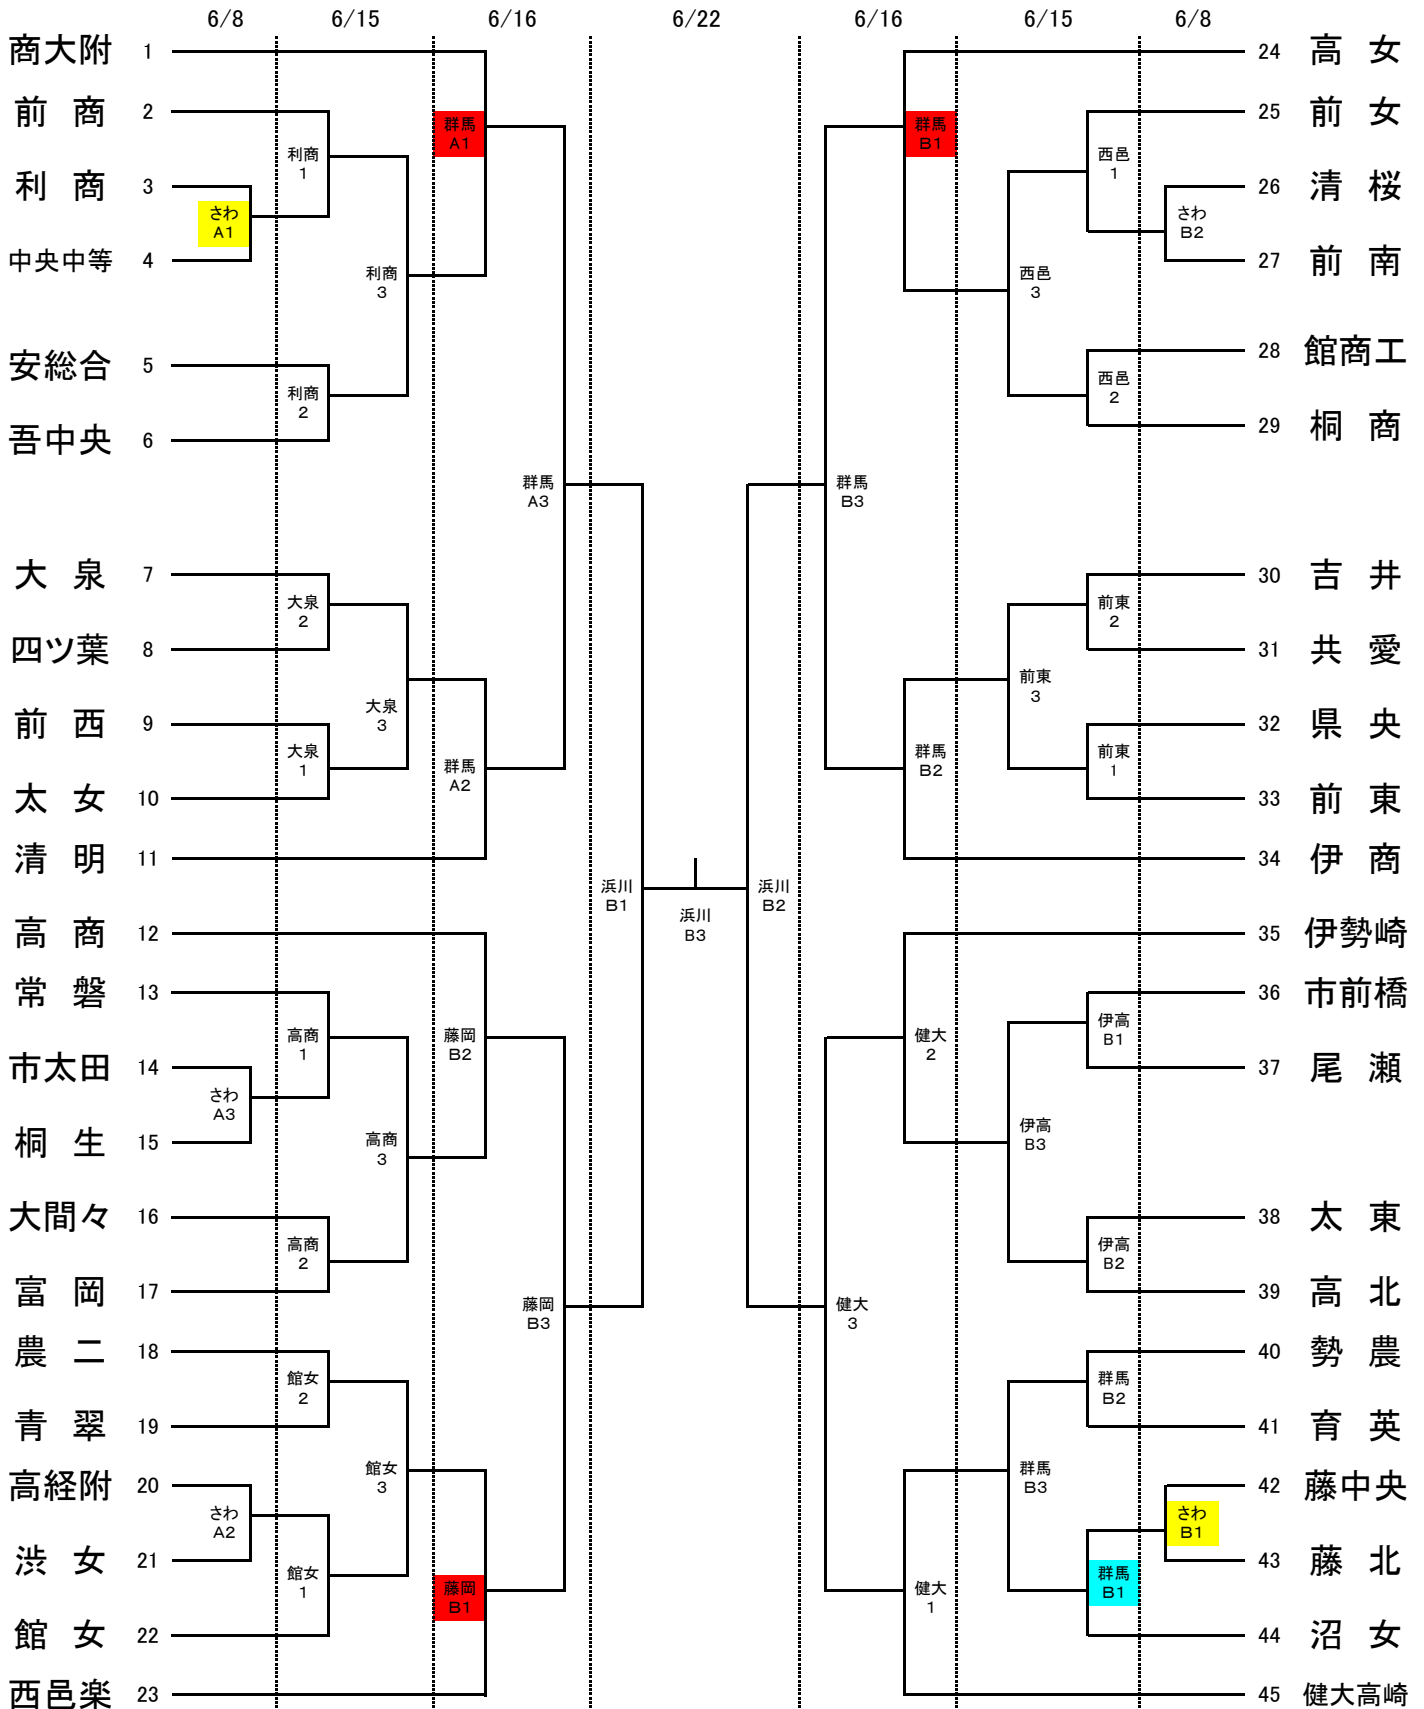 6/8 6/15 6/16 6/22 6/16 6/15 6/8
商大附 1
前 商 2
利 商 3
中央中等 4
安総合 5
吾中央 6
大 泉 7
四ツ葉 8
前 西 9
太 女 10
清 明 11
高 商 12
常 磐 13
市太田 14
桐 生 15
大間々 16
富 岡 17
農 二 18
青 翠 19
高経附 20
渋 女 21
館 女 22
西邑楽 23
さわ
A1
さわ
A3
さわ
A2
利商
1
利商
2
大泉
2
大泉
1
高商
1
高商
2
館女
2
館女
1
利商
3
大泉
3
高商
3
館女
3
群馬
A1
群馬
A2
藤岡
B2
藤岡
B1
群馬
A3
藤岡
B3
浜川
B1
浜川
B3
浜川
B2
群馬
B3
健大
3
群馬
B1
群馬
B2
健大
2
健大
1
西邑
3
前東
3
伊高
B3
群馬
B3
西邑
1
西邑
2
前東
2
前東
1
伊高
B1
伊高
B2
群馬
B2
群馬
B1
さわ
B2
さわ
B1
24 高 女
25 前 女
26 清 桜
27 前 南
28 館商工
29 桐 商
30 吉 井
31 共 愛
32 県 央
33 前 東
34 伊 商
35 伊勢崎
36 市前橋
37 尾 瀬
38 太 東
39 高 北
40 勢 農
41 育 英
42 藤中央
43 藤 北
44 沼 女
45 健大高崎